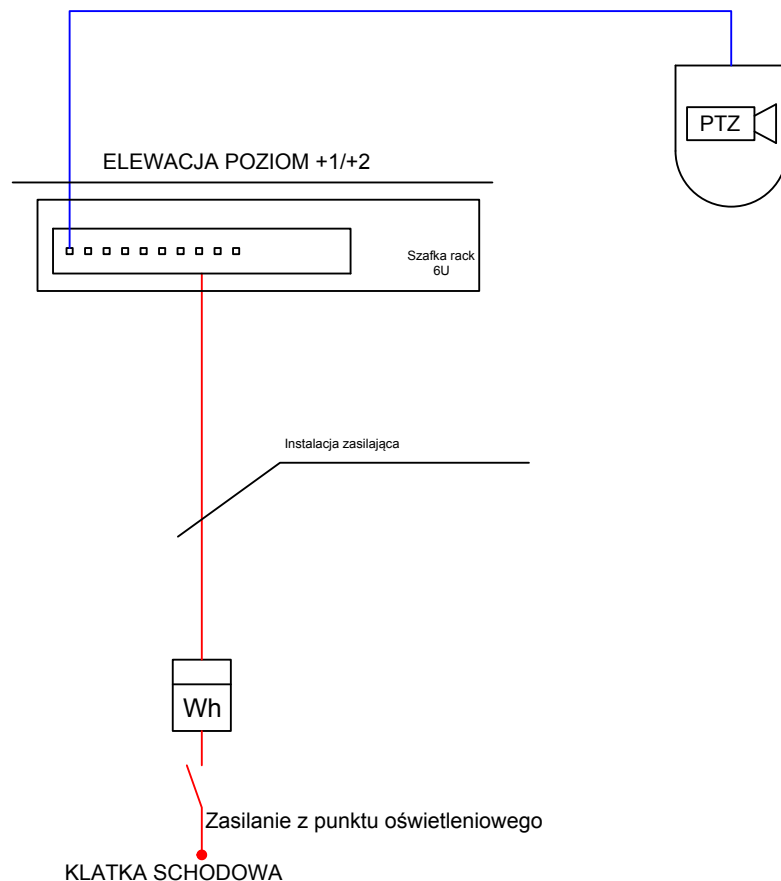 PTZ
ELEWACJA POZIOM +1/+2
Szafka rack
6U
Instalacja zasilająca
Wh
Zasilanie z punktu oświetleniowego
KLATKA SCHODOWA